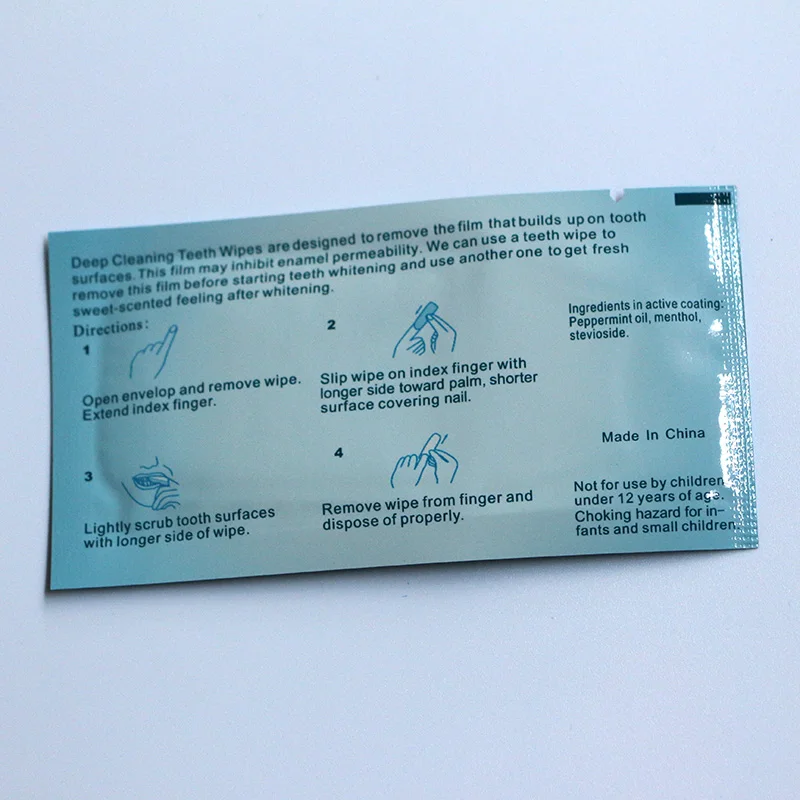 Deep Cleaning Teeth Wipes are designed to remove the film that builds up on tooth
surfaces. This film may inhibit enamel permeability. We can use a teeth wipe to
remove this film before starting teeth whitening and use another one to get fresh
sweet-scented feeling after whitening.
Directions:
1
Open envelop and remove wipe.
Extend index finger.
2
Slip wipe on index finger with
longer side toward palm, shorter
surface covering nail.
3
Lightly scrub tooth surfaces
with longer side of wipe.
4
Remove wipe from finger and
dispose of properly.
Ingredients in active coating:
Peppermint oil, menthol,
stevioside.
Made In China
Not for use by children
under 12 years of age.
Choking hazard for in-
fants and small children.